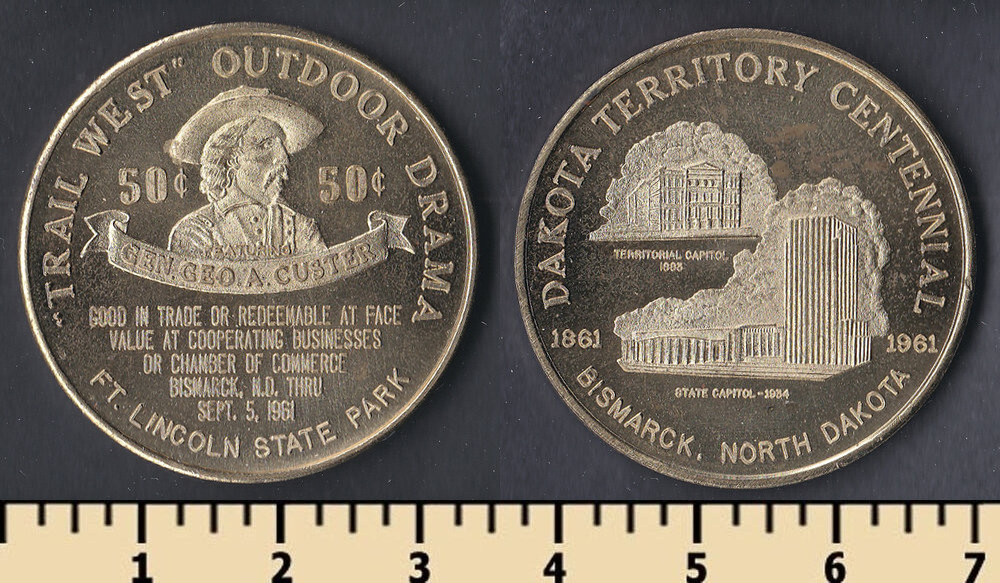 "TRAIL WEST" OUTDOOR DRAMA
50¢ 50¢
FEATURING
GEN. GEO. A. CUSTER
GOOD IN TRADE OR REDEEMABLE AT FACE
VALUE AT COOPERATING BUSINESSES
OR CHAMBER OF COMMERCE
BISMARCK, N.D. THRU
SEPT. 5, 1961
FT. LINCOLN STATE PARK
DAKOTA TERRITORY CENTENNIAL
TERRITORIAL CAPITOL
1883
1861 1961
STATE CAPITOL-1934
BISMARCK, NORTH DAKOTA
1 2 3 4 5 6 7